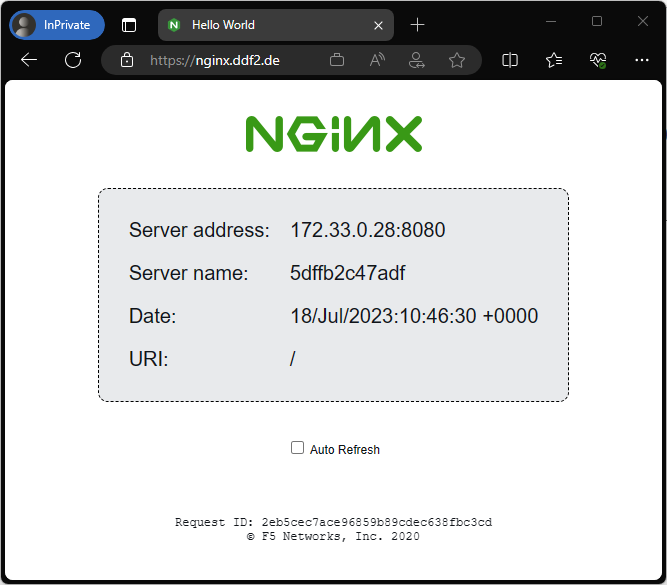 InPrivate
Hello World
https://nginx.ddf2.de
NGINX
Server address: 172.33.0.28:8080
Server name: 5dffb2c47adf
Date: 18/Jul/2023:10:46:30 +0000
URI: /
Auto Refresh
Request ID: 2eb5cec7ace96859b89cdec638fbc3cd
© F5 Networks, Inc. 2020